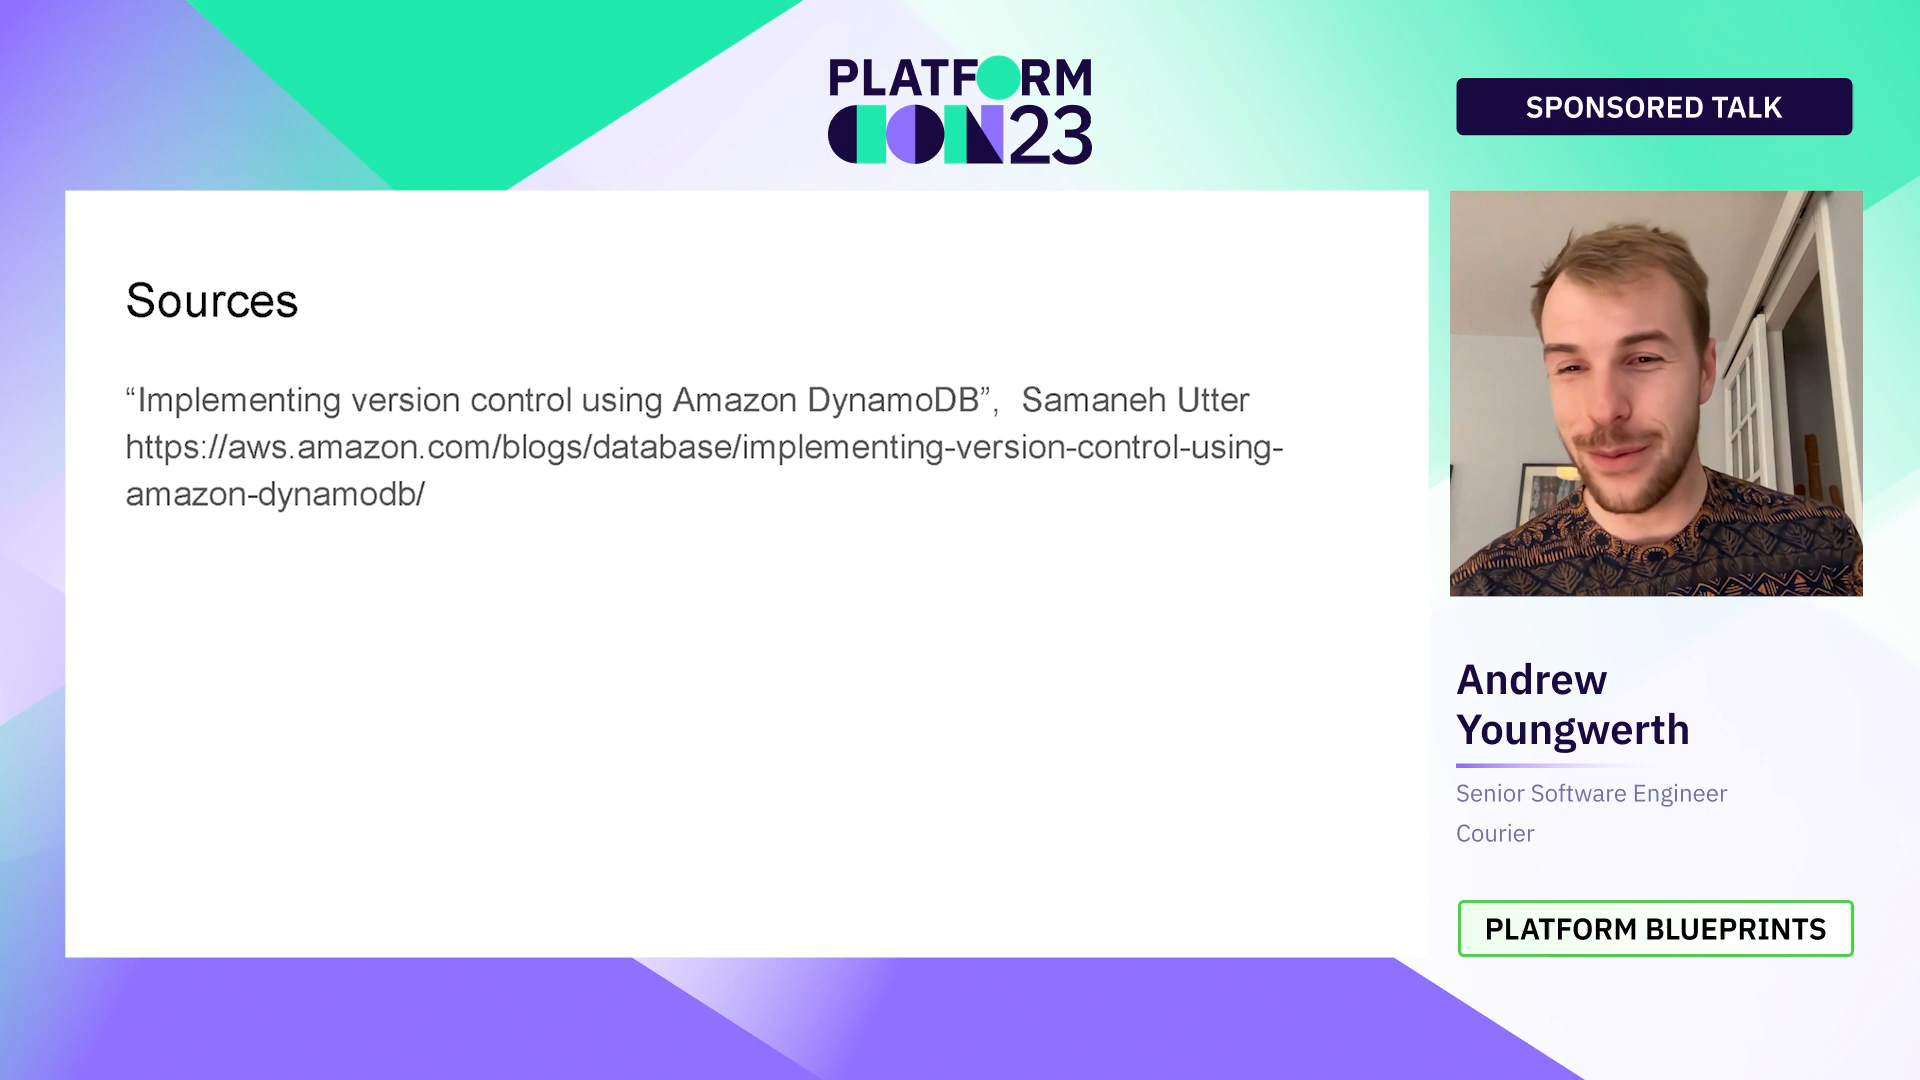 PLATFORM
CON23
SPONSORED TALK
Sources
“Implementing version control using Amazon DynamoDB”,  Samaneh Utter
https://aws.amazon.com/blogs/database/implementing-version-control-using-
amazon-dynamodb/
Andrew
Youngwerth
Senior Software Engineer
Courier
PLATFORM BLUEPRINTS